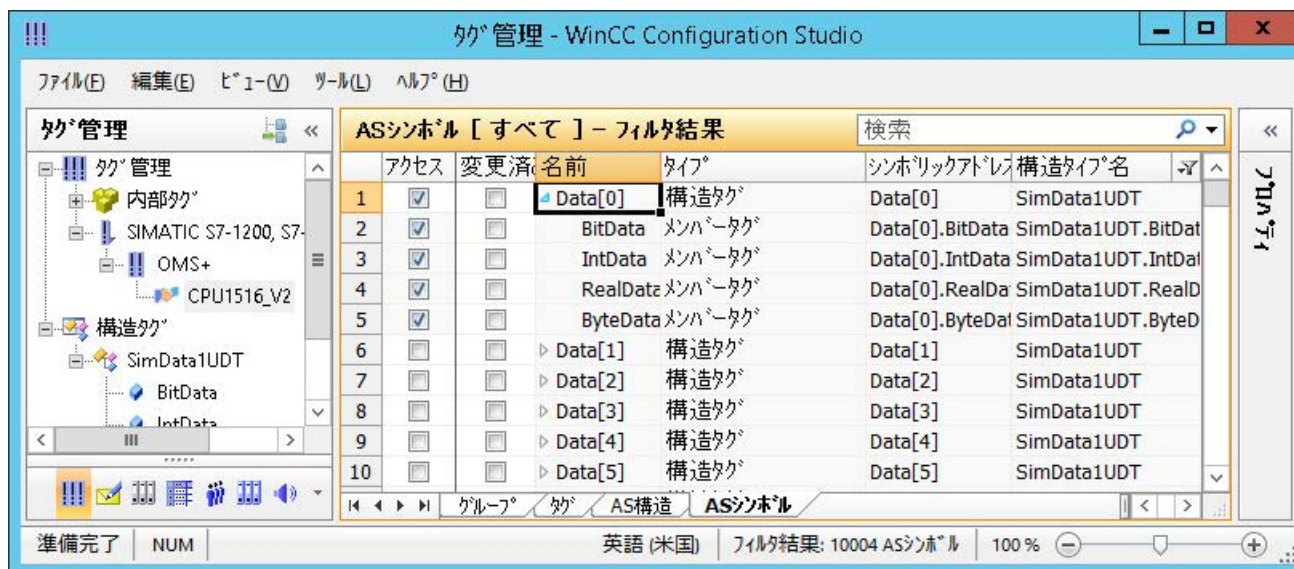 ﾀｸﾞ管理 - WinCC Configuration Studio
ﾌｧｲﾙ(F) 編集(E) ﾋﾞｭｰ(V) ﾂｰﾙ(L) ﾍﾙﾌﾟ(H)
ﾀｸﾞ管理
ﾀｸﾞ管理
内部ﾀｸﾞ
SIMATIC S7-1200, S7-
OMS+
CPU1516_V2
構造ﾀｸﾞ
SimData1UDT
BitData
IntData
ASｼﾝﾎﾞﾙ [ すべて ] - ﾌｨﾙﾀ結果 検索
アクセス 変更済 名前 ﾀｲﾌﾟ ｼﾝﾎﾞﾘｯｸｱﾄﾞﾚｽ 構造ﾀｲﾌﾟ名
1 Data[0] 構造ﾀｸﾞ Data[0] SimData1UDT
2 BitData ﾒﾝﾊﾞｰﾀｸﾞ Data[0].BitData SimData1UDT.BitDat
3 IntData ﾒﾝﾊﾞｰﾀｸﾞ Data[0].IntData SimData1UDT.IntDat
4 RealData ﾒﾝﾊﾞｰﾀｸﾞ Data[0].RealDa SimData1UDT.RealD
5 ByteData ﾒﾝﾊﾞｰﾀｸﾞ Data[0].ByteDat SimData1UDT.ByteD
6 Data[1] 構造ﾀｸﾞ Data[1] SimData1UDT
7 Data[2] 構造ﾀｸﾞ Data[2] SimData1UDT
8 Data[3] 構造ﾀｸﾞ Data[3] SimData1UDT
9 Data[4] 構造ﾀｸﾞ Data[4] SimData1UDT
10 Data[5] 構造ﾀｸﾞ Data[5] SimData1UDT
ｸﾞﾙｰﾌﾟ ﾀｸﾞ AS構造 ASｼﾝﾎﾞﾙ
プロパティ
準備完了 NUM 英語 (米国) ﾌｨﾙﾀ結果: 10004 ASｼﾝﾎﾞﾙ 100 %